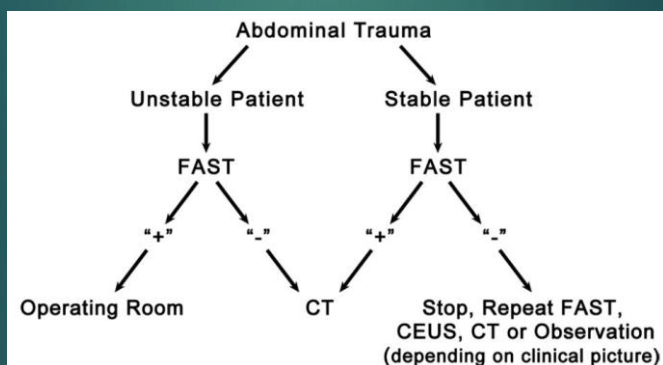 Abdominal Trauma
Unstable Patient
Stable Patient
FAST
FAST
“+”
“-”
“+”
“-”
Operating Room
CT
Stop, Repeat FAST,
CEUS, CT or Observation
(depending on clinical picture)